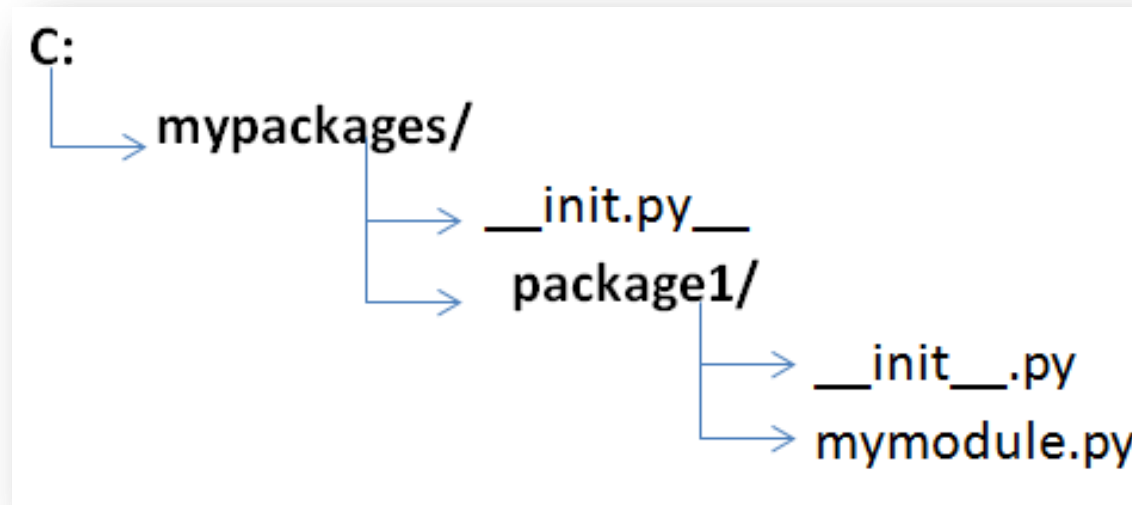 C:
mypackages/
__init.py__
package1/
__init__.py
mymodule.py